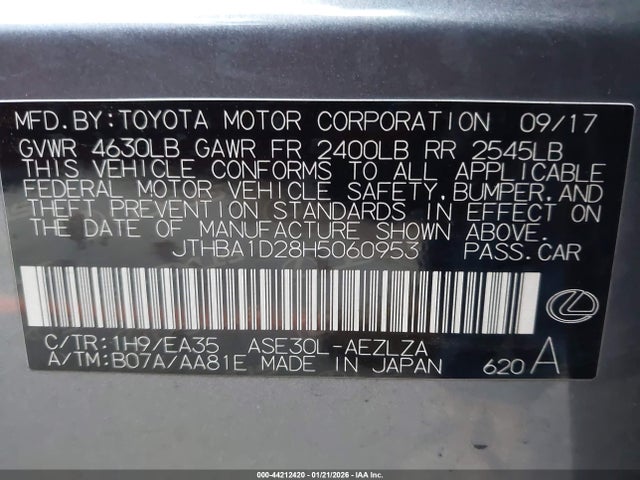 MFD.BY:TOYOTA MOTOR CORPORATION 09/17
GVWR 4630LB GAWR FR 2400LB RR 2545LB
THIS VEHICLE CONFORMS TO ALL APPLICABLE
FEDERAL MOTOR VEHICLE SAFETY,BUMPER,AND
THEFT PREVENTION STANDARDS IN EFFECT ON
THE DATE OF MANUFACTURE SHOWN ABOVE.
JTHBA1D28H5060953 PASS.CAR
C/TR:1H9/EA35 ASE30L-AEZLZA
A/TM:B07A/AA81E MADE IN JAPAN 620 A
000-44212420 - 01/21/2026 - IAA Inc.